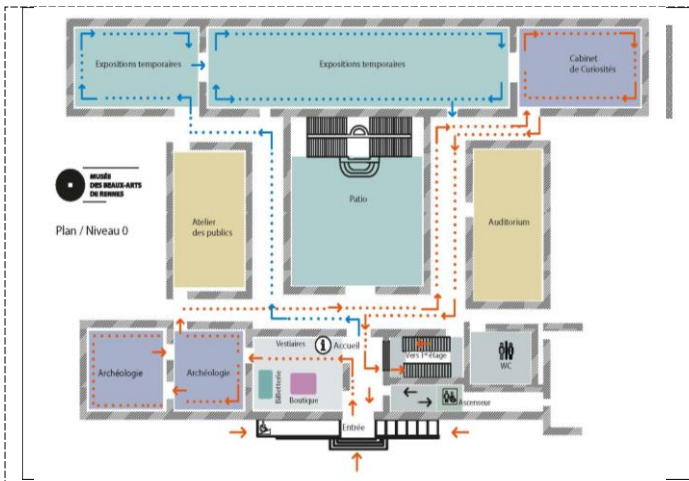 Expositions temporaires
Expositions temporaires
Cabinet
de Curiosités
MUSÉE
DES BEAUX-ARTS
DE RENNES
Plan / Niveau 0
Atelier
des publics
Patio
Auditorium
Archéologie
Archéologie
Vestiaires
Accueil
Billetterie
Boutique
Vers 1er étage
WC
Ascenseur
Entrée